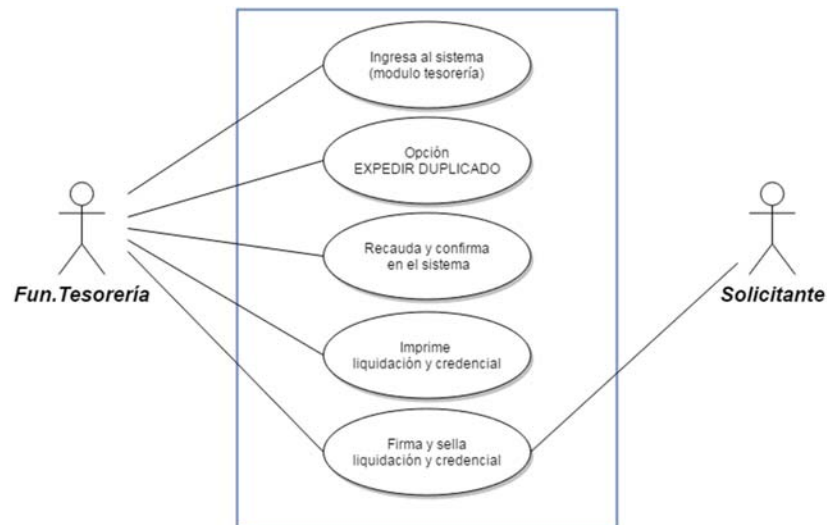 Ingresa al sistema
(modulo tesorería)
Opción
EXPEDIR DUPLICADO
Recauda y confirma
en el sistema
Fun.Tesorería
Solicitante
Imprime
liquidación y credencial
Firma y sella
liquidación y credencial